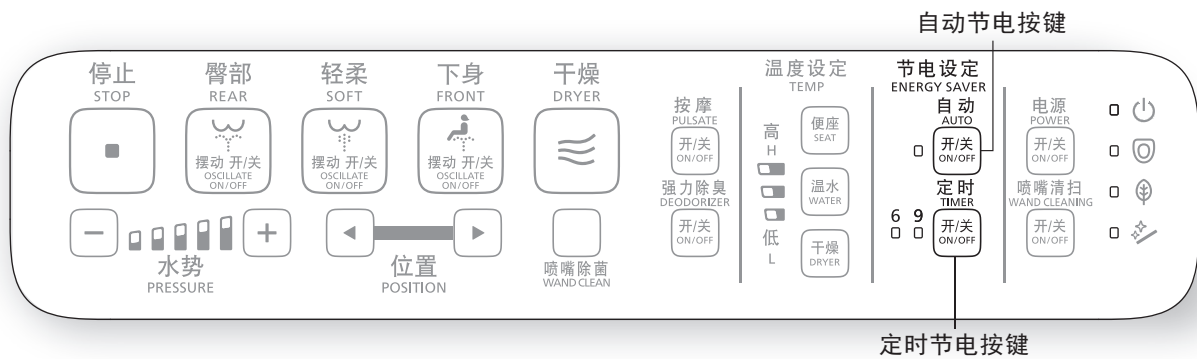 自动节电按键
停止
STOP
臀部
REAR
摆动 开/关
OSCILLATE
ON/OFF
轻柔
SOFT
摆动 开/关
OSCILLATE
ON/OFF
下身
FRONT
摆动 开/关
OSCILLATE
ON/OFF
干燥
DRYER
水势
PRESSURE
位置
POSITION
喷嘴除菌
WAND CLEAN
按摩
PULSATE
开/关
ON/OFF
强力除臭
DEODORIZER
开/关
ON/OFF
温度设定
TEMP
高
H
低
L
便座
SEAT
温水
WATER
干燥
DRYER
节电设定
ENERGY SAVER
自动
AUTO
开/关
ON/OFF
定时
TIMER
6 9
开/关
ON/OFF
电源
POWER
开/关
ON/OFF
喷嘴清扫
WAND CLEANING
开/关
ON/OFF
定时节电按键